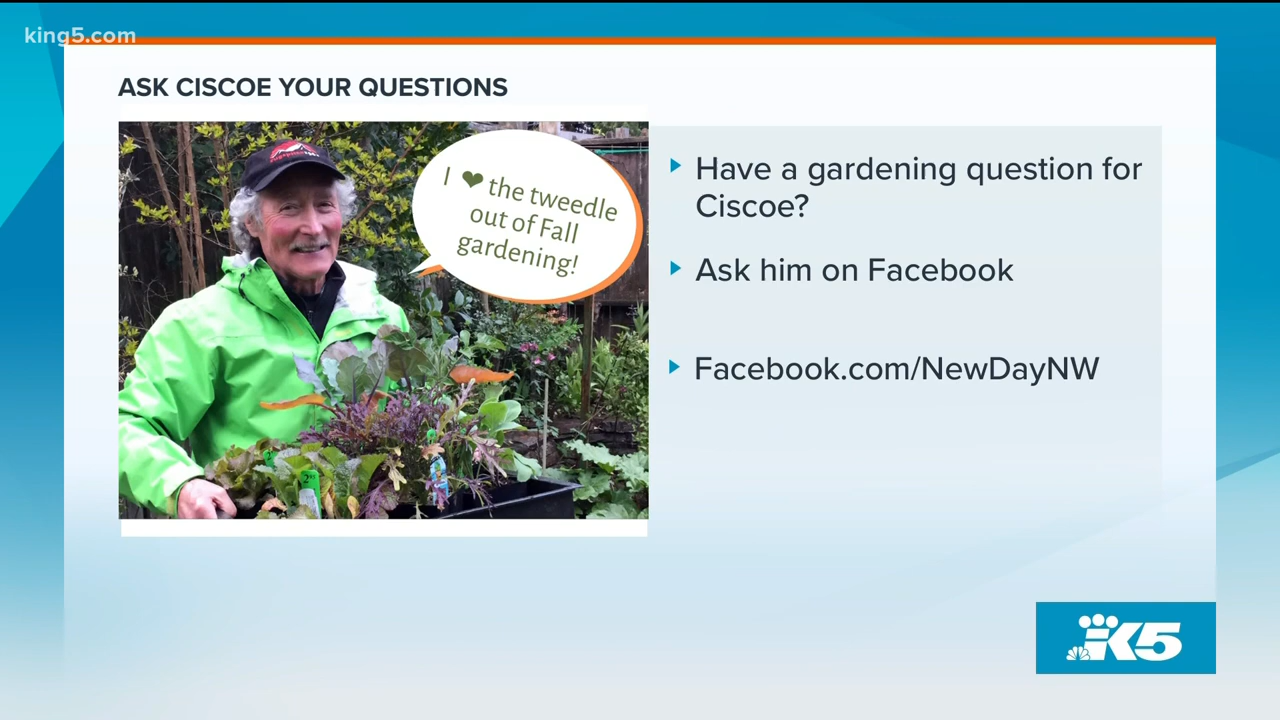 king5.com
ASK CISCOE YOUR QUESTIONS
I ❤ the tweedle
out of Fall
gardening!
Have a gardening question for
Ciscoe?
Ask him on Facebook
Facebook.com/NewDayNW
K5